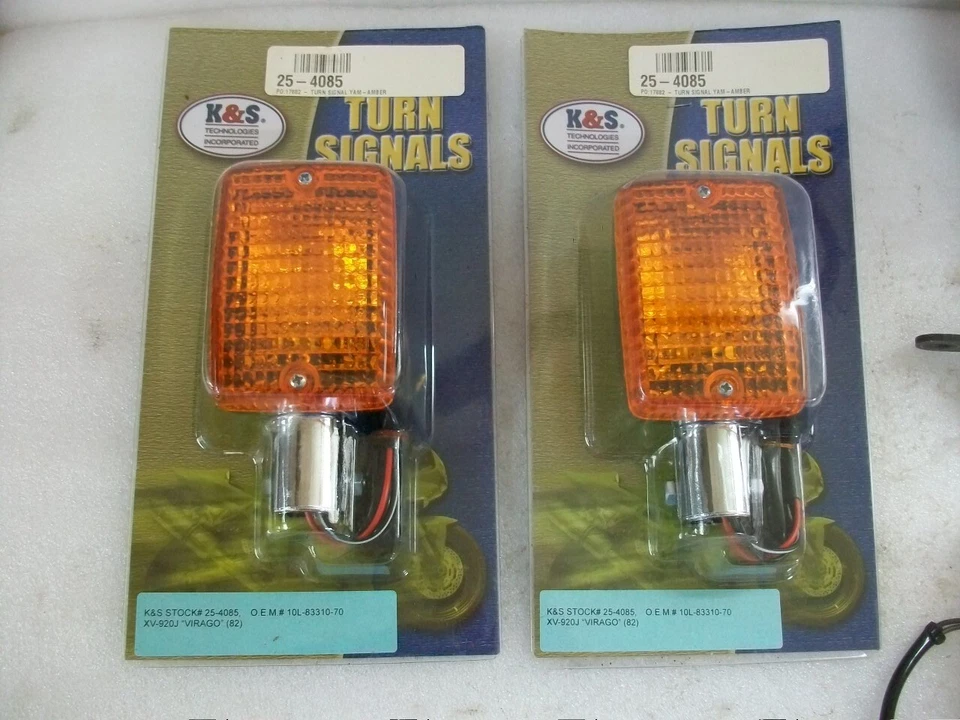 25-4085
PO:17882 - TURN SIGNAL YAM-AMBER
K&S®
TECHNOLOGIES
INCORPORATED
TURN
SIGNALS
K&S STOCK# 25-4085, O E M # 10L-83310-70
XV-920J "VIRAGO" (82)
25-4085
PO:17882 - TURN SIGNAL YAM-AMBER
K&S®
TECHNOLOGIES
INCORPORATED
TURN
SIGNALS
K&S STOCK# 25-4085, O E M # 10L-83310-70
XV-920J "VIRAGO" (82)